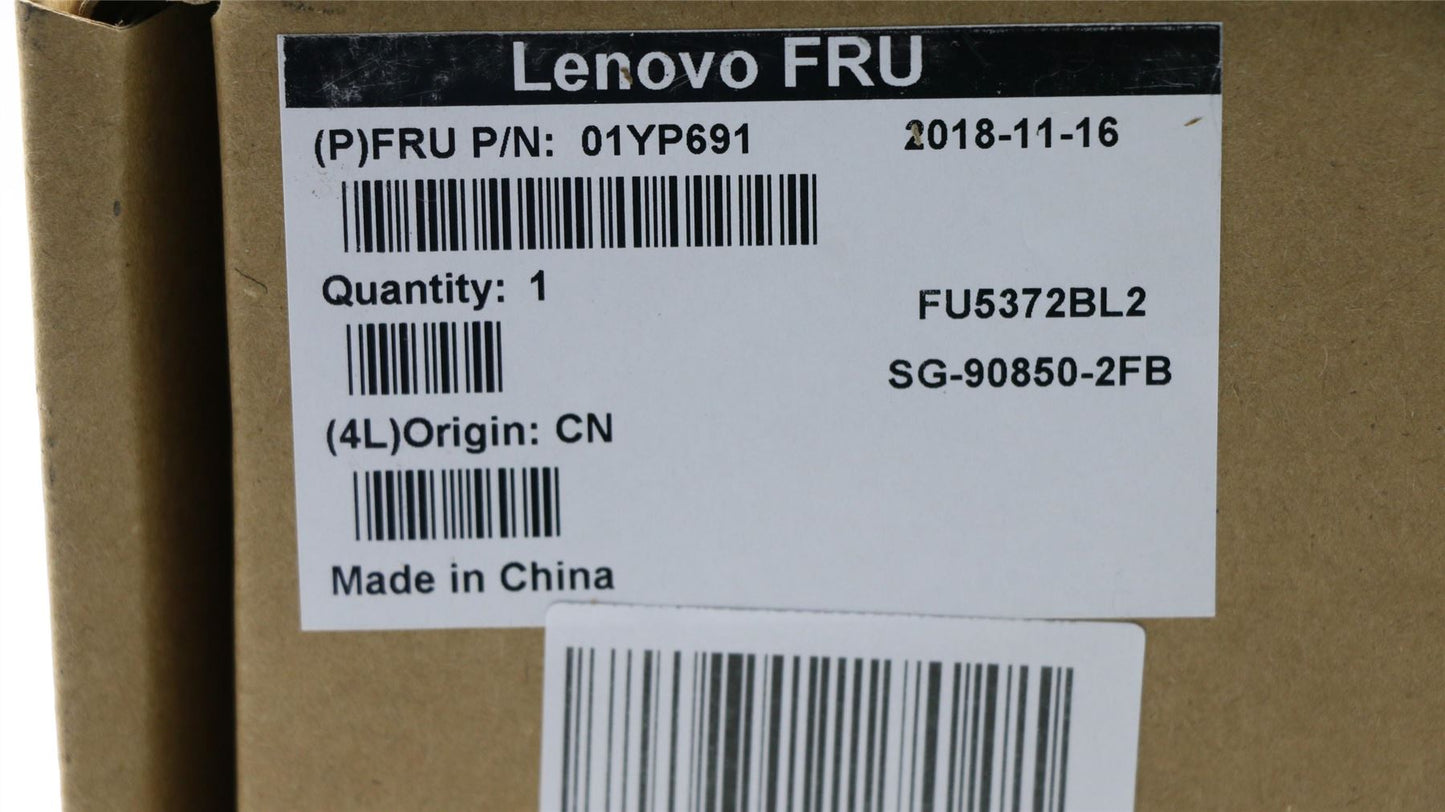 Lenovo FRU
(P)FRU P/N: 01YP691 2018-11-16
Quantity: 1
FU5372BL2
SG-90850-2FB
(4L)Origin: CN
Made in China